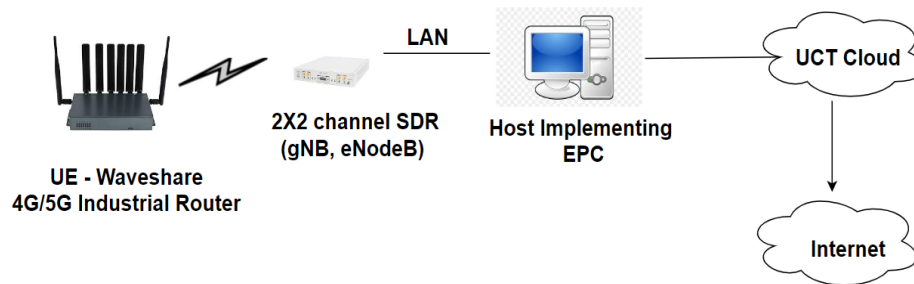 LAN
UCT Cloud
2X2 channel SDR
(gNB, eNodeB)
Host Implementing
EPC
UE - Waveshare
4G/5G Industrial Router
Internet